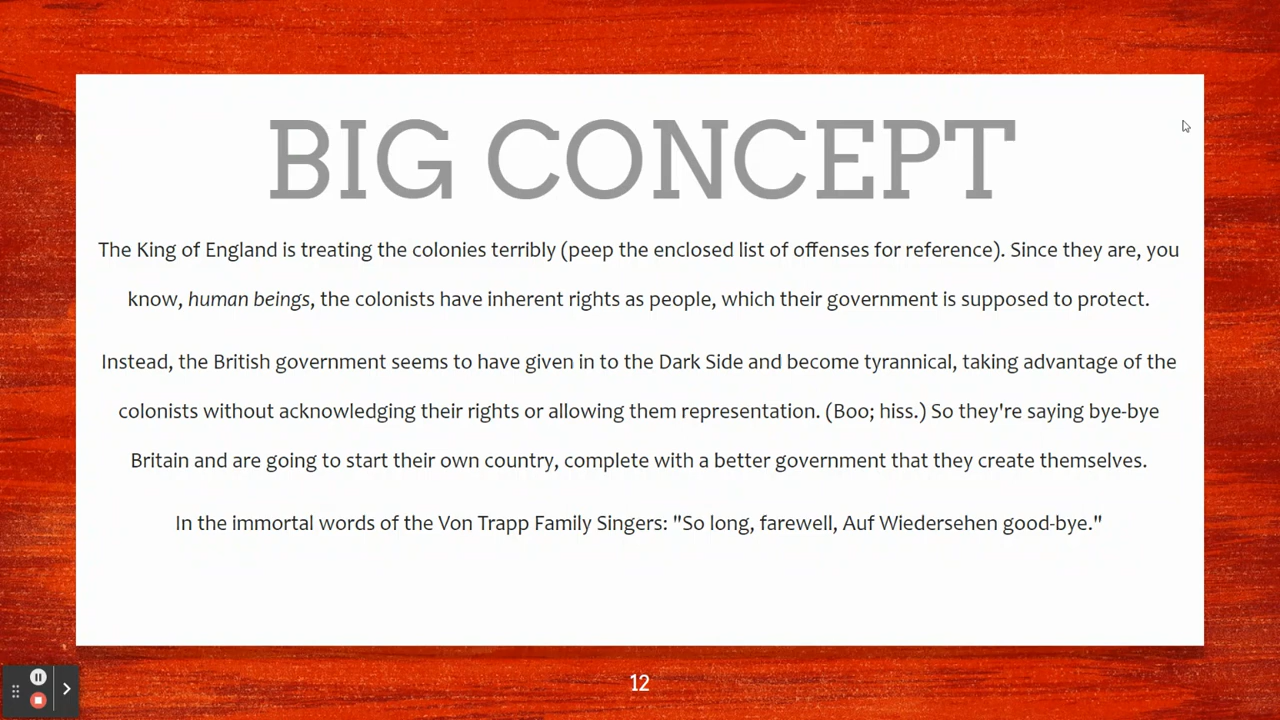 BIG CONCEPT
The King of England is treating the colonies terribly (peep the enclosed list of offenses for reference). Since they are, you
know, human beings, the colonists have inherent rights as people, which their government is supposed to protect.
Instead, the British government seems to have given in to the Dark Side and become tyrannical, taking advantage of the
colonists without acknowledging their rights or allowing them representation. (Boo; hiss.) So they're saying bye-bye
Britain and are going to start their own country, complete with a better government that they create themselves.
In the immortal words of the Von Trapp Family Singers: "So long, farewell, Auf Wiedersehen good-bye."
12